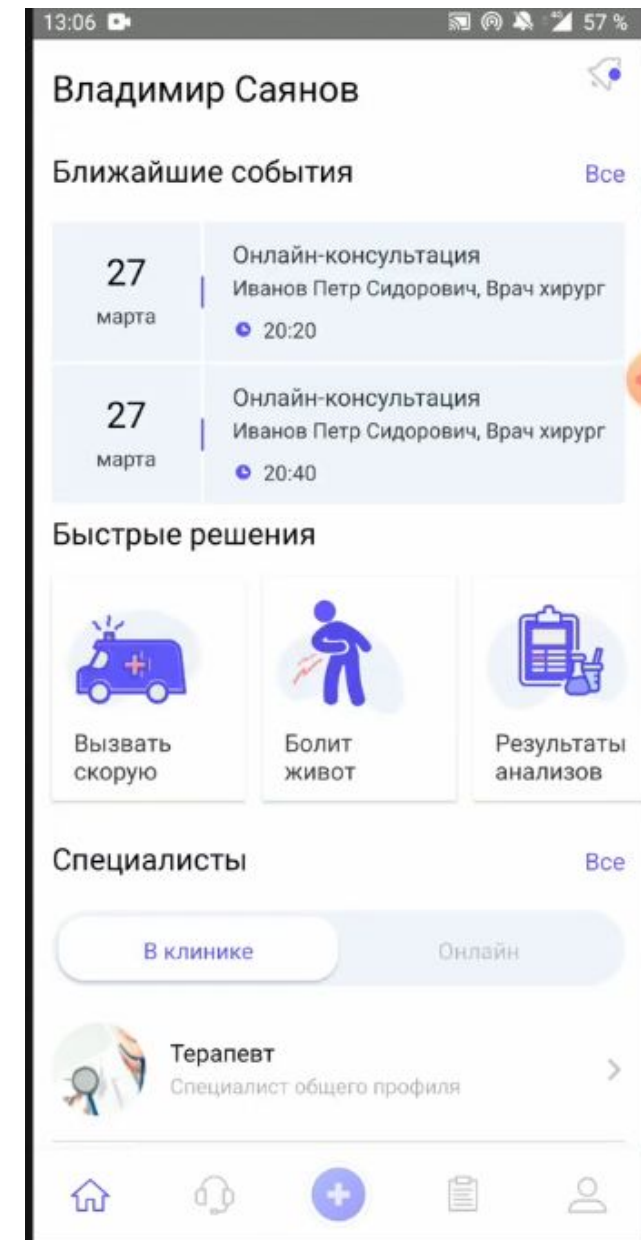 13:06 57 %
Владимир Саянов
Ближайшие события Все
27
марта
Онлайн-консультация
Иванов Петр Сидорович, Врач хирург
20:20
27
марта
Онлайн-консультация
Иванов Петр Сидорович, Врач хирург
20:40
Быстрые решения
Вызвать
скорую
Болит
живот
Результаты
анализов
Специалисты Все
В клинике Онлайн
Терапевт
Специалист общего профиля